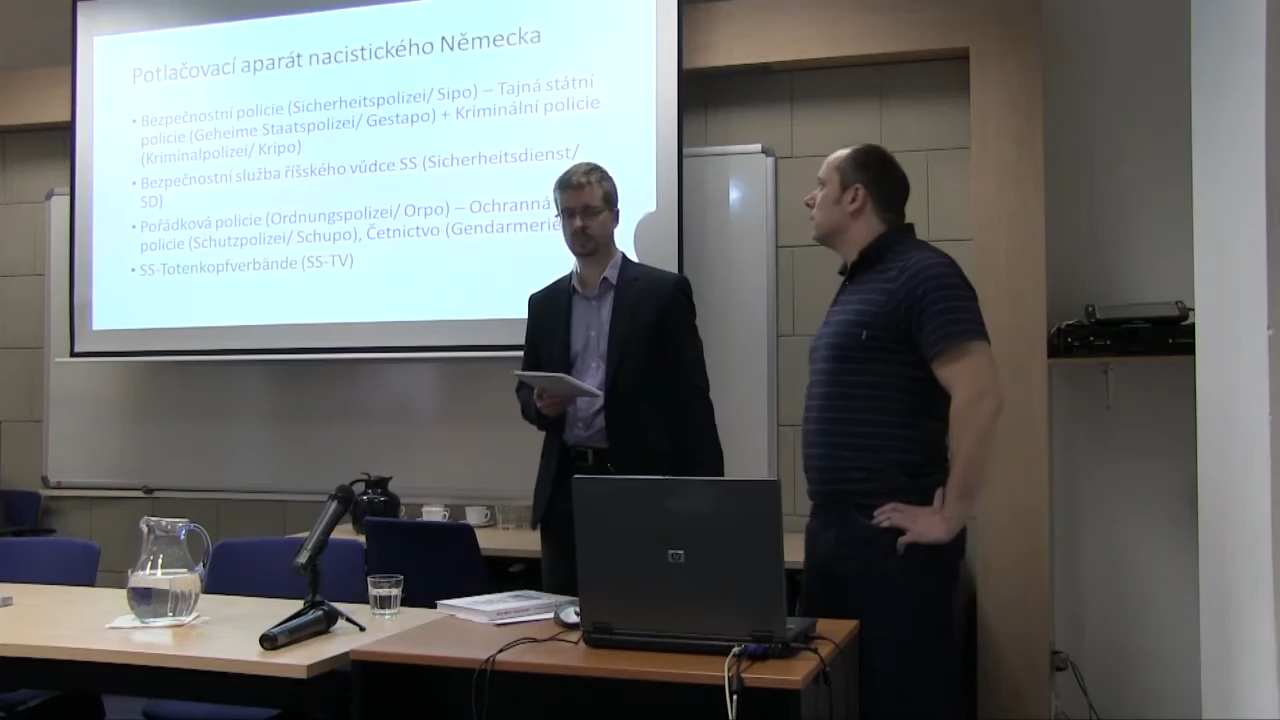 Potlačovací aparát nacistického Německa
• Bezpečnostní policie (Sicherheitspolizei/ Sipo) – Tajná státní
policie (Geheime Staatspolizei/ Gestapo) + Kriminální policie
(Kriminalpolizei/ Kripo)
• Bezpečnostní služba říšského vůdce SS (Sicherheitsdienst/
SD)
• Pořádková policie (Ordnungspolizei/ Orpo) – Ochranná
policie (Schutzpolizei/ Schupo), Četnictvo (Gendarmerie
• SS-Totenkopfverbände (SS-TV)
hp